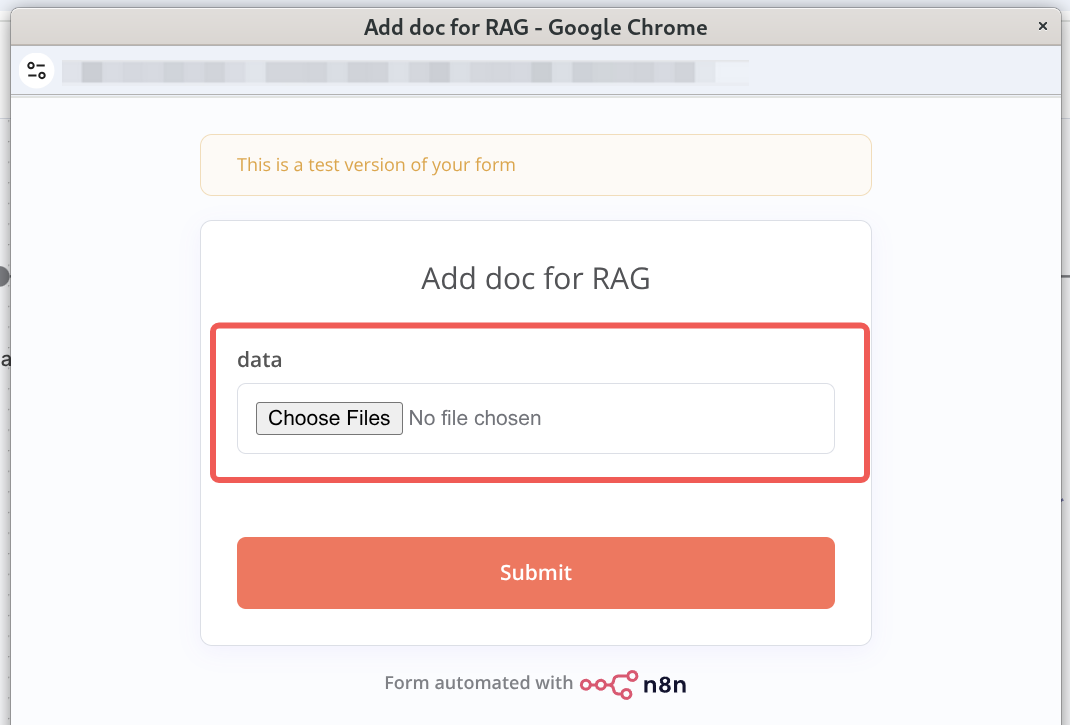 Add doc for RAG - Google Chrome
This is a test version of your form
Add doc for RAG
data
Choose Files No file chosen
Submit
Form automated with n8n